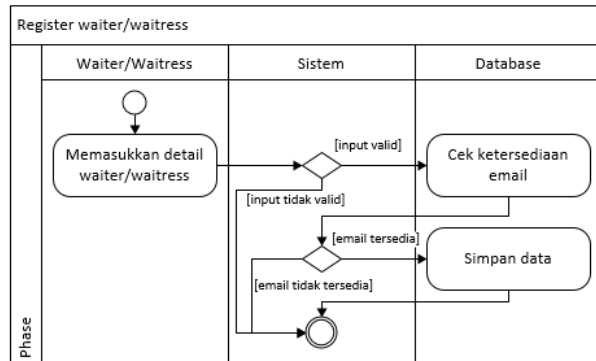 Register waiter/waitress
Waiter/Waitress
Sistem
Database
Memasukkan detail
waiter/waitress
[input valid]
Cek ketersediaan
email
[input tidak valid]
[email tersedia]
Simpan data
[email tidak tersedia]
Phase